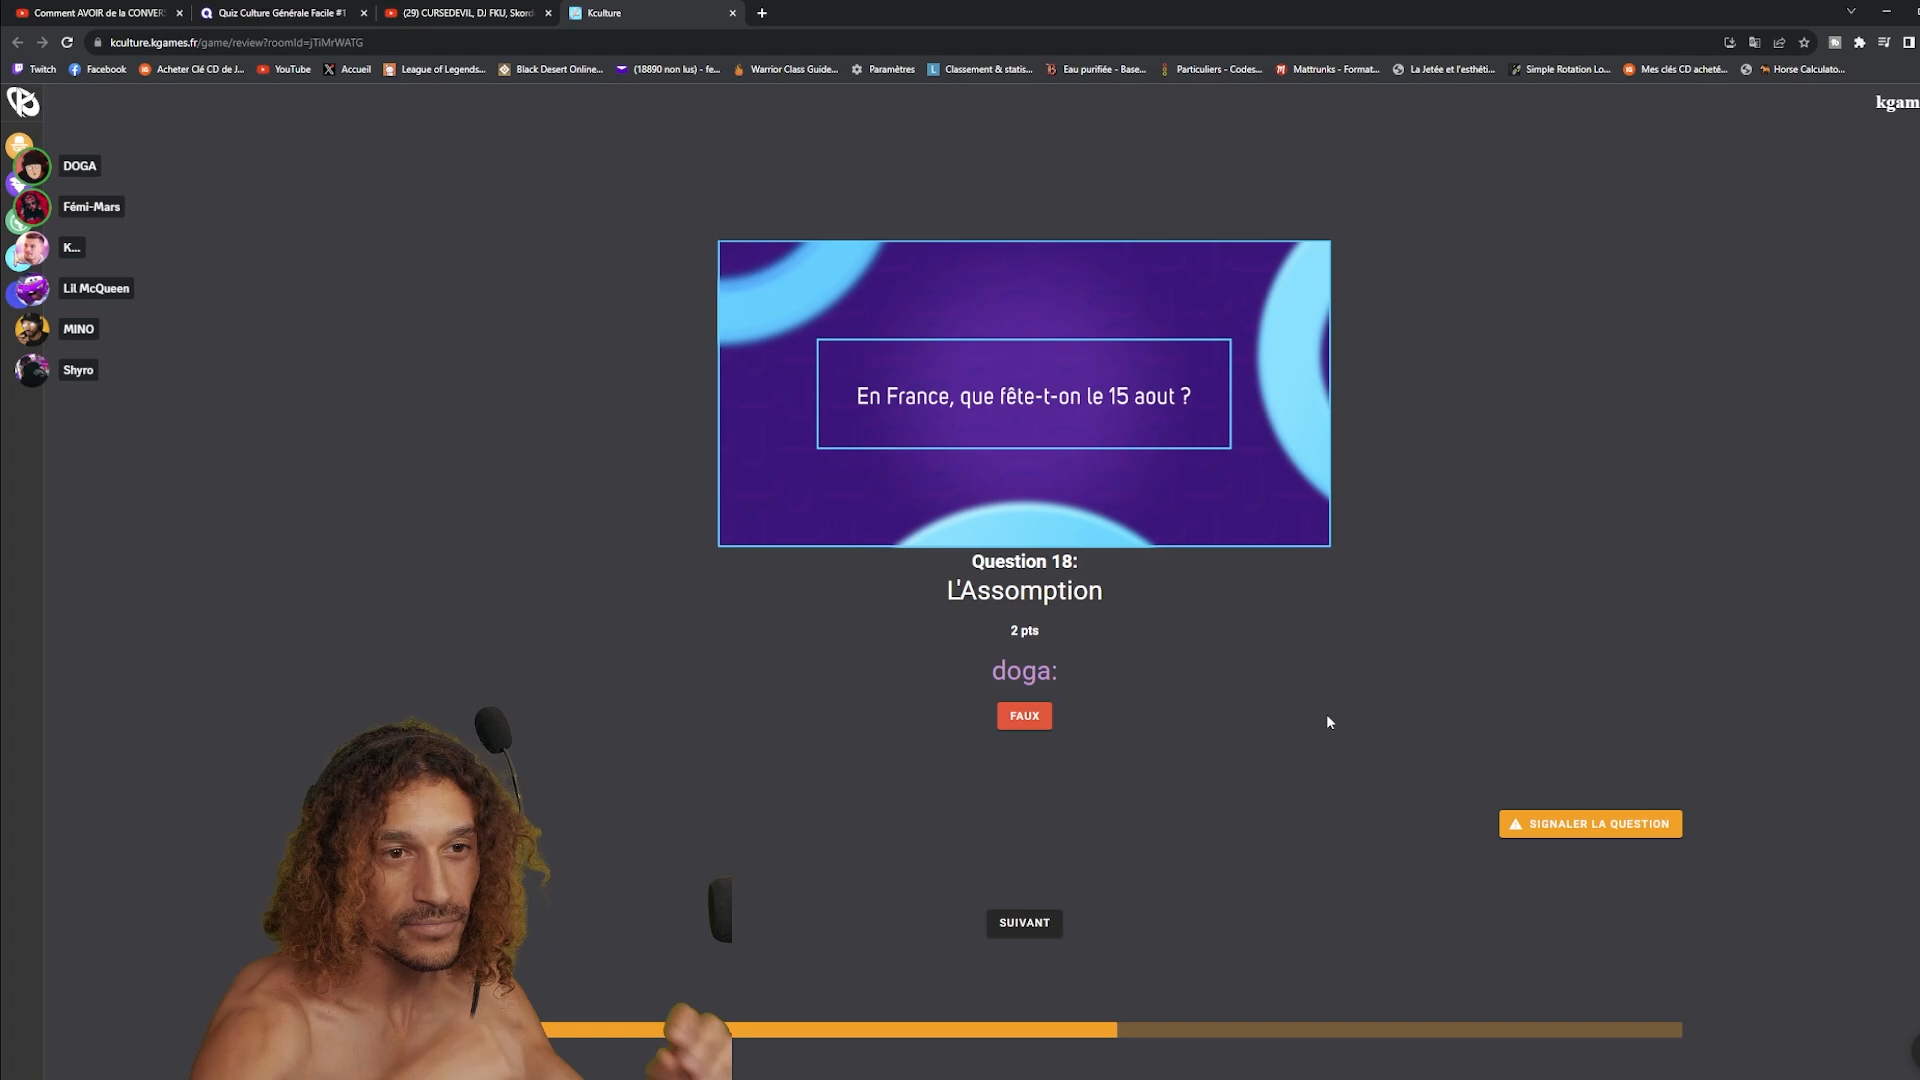 Comment AVOIR de la CONVER
Quiz Culture Générale Facile #1
(29) CURSEDEVIL, DJ FKU, Skord
Kculture
kculture.kgames.fr/game/review?roomId=jTiMrWATG
Twitch
Facebook
Acheter Clé CD de J...
YouTube
Accueil
League of Legends...
Black Desert Online...
(18890 non lus) - fe...
Warrior Class Guide...
Paramètres
Classement & statis...
Eau purifiée - Base...
Particuliers - Codes...
Mattrunks - Format...
La Jetée et l'esthéti...
Simple Rotation Lo...
Mes clés CD acheté...
Horse Calculato...
kgam
DOGA
Fémi-Mars
K...
Lil McQueen
MINO
Shyro
En France, que fête-t-on le 15 aout ?
Question 18:
L'Assomption
2 pts
doga:
FAUX
SIGNALER LA QUESTION
SUIVANT